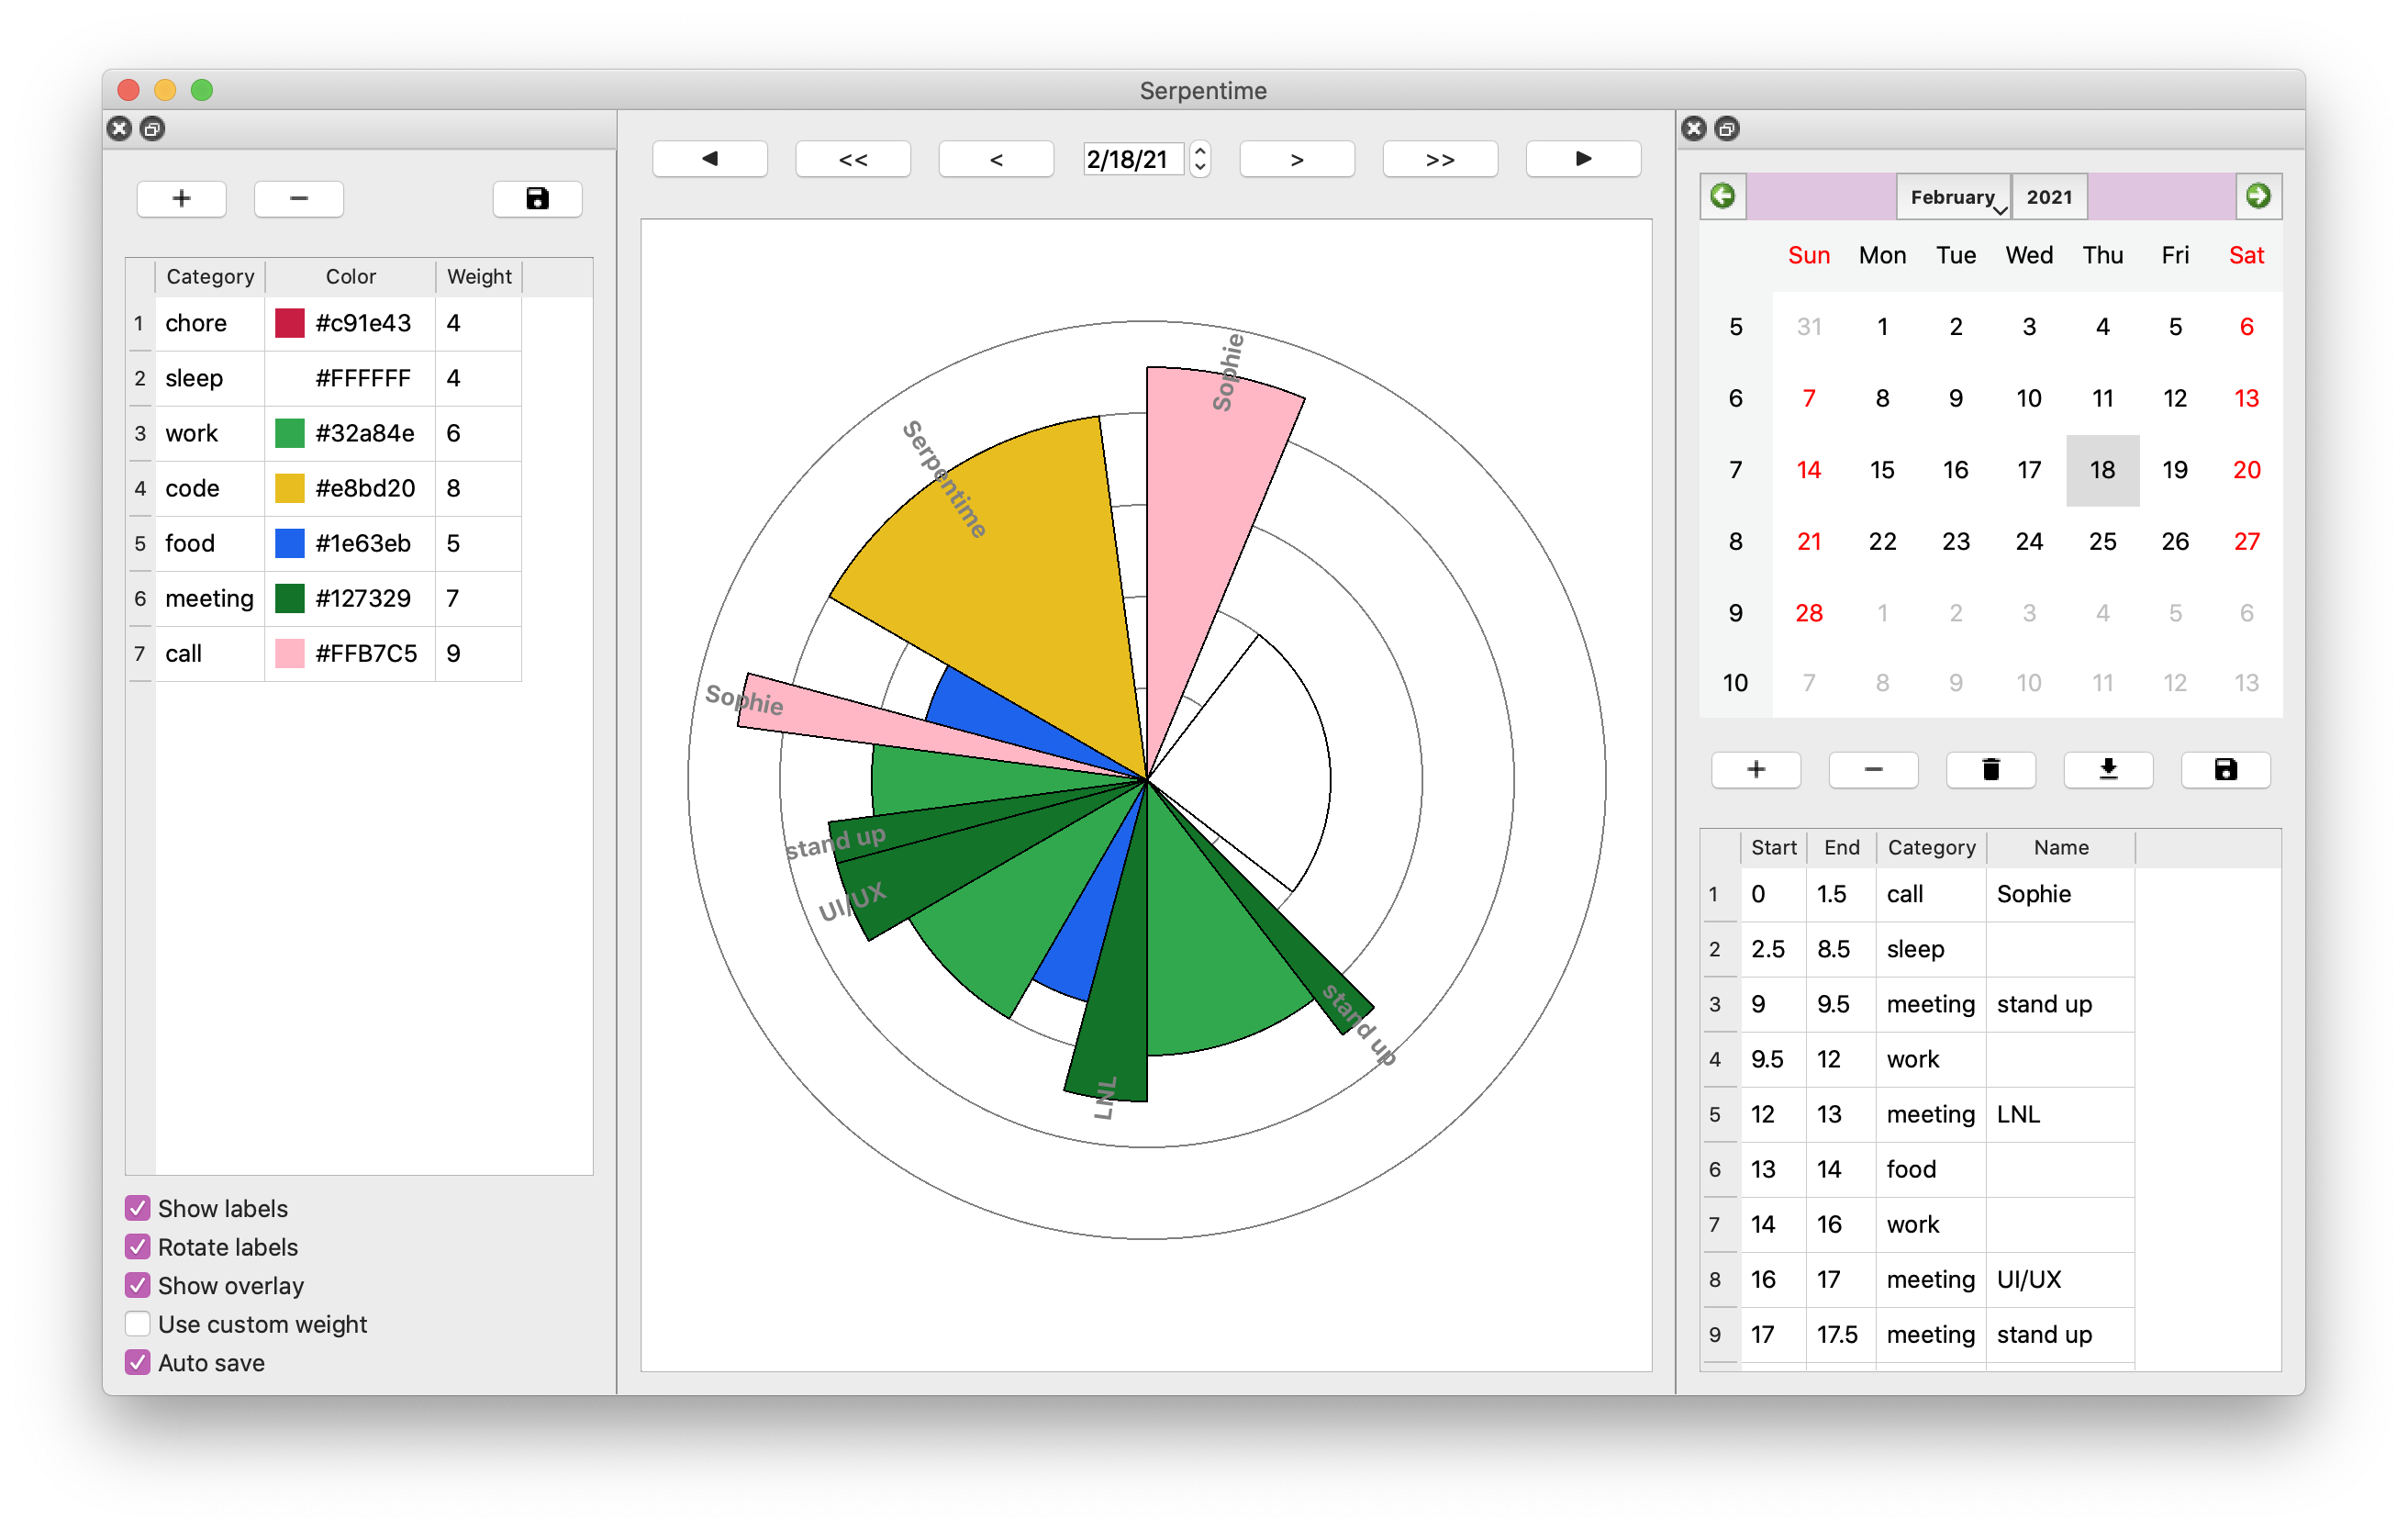 Serpentime
+ −
Category Color Weight
1 chore #c91e43 4
2 sleep #FFFFFF 4
3 work #32a84e 6
4 code #e8bd20 8
5 food #1e63eb 5
6 meeting #127329 7
7 call #FFB7C5 9
Show labels
Rotate labels
Show overlay
Use custom weight
Auto save
<< < 2/18/21 > >>
Sophie
Serpentime
Sophie
stand up
UI/UX
LNL
stand up
February 2021
Sun Mon Tue Wed Thu Fri Sat
5 31 1 2 3 4 5 6
6 7 8 9 10 11 12 13
7 14 15 16 17 18 19 20
8 21 22 23 24 25 26 27
9 28 1 2 3 4 5 6
10 7 8 9 10 11 12 13
+ −
Start End Category Name
1 0 1.5 call Sophie
2 2.5 8.5 sleep
3 9 9.5 meeting stand up
4 9.5 12 work
5 12 13 meeting LNL
6 13 14 food
7 14 16 work
8 16 17 meeting UI/UX
9 17 17.5 meeting stand up